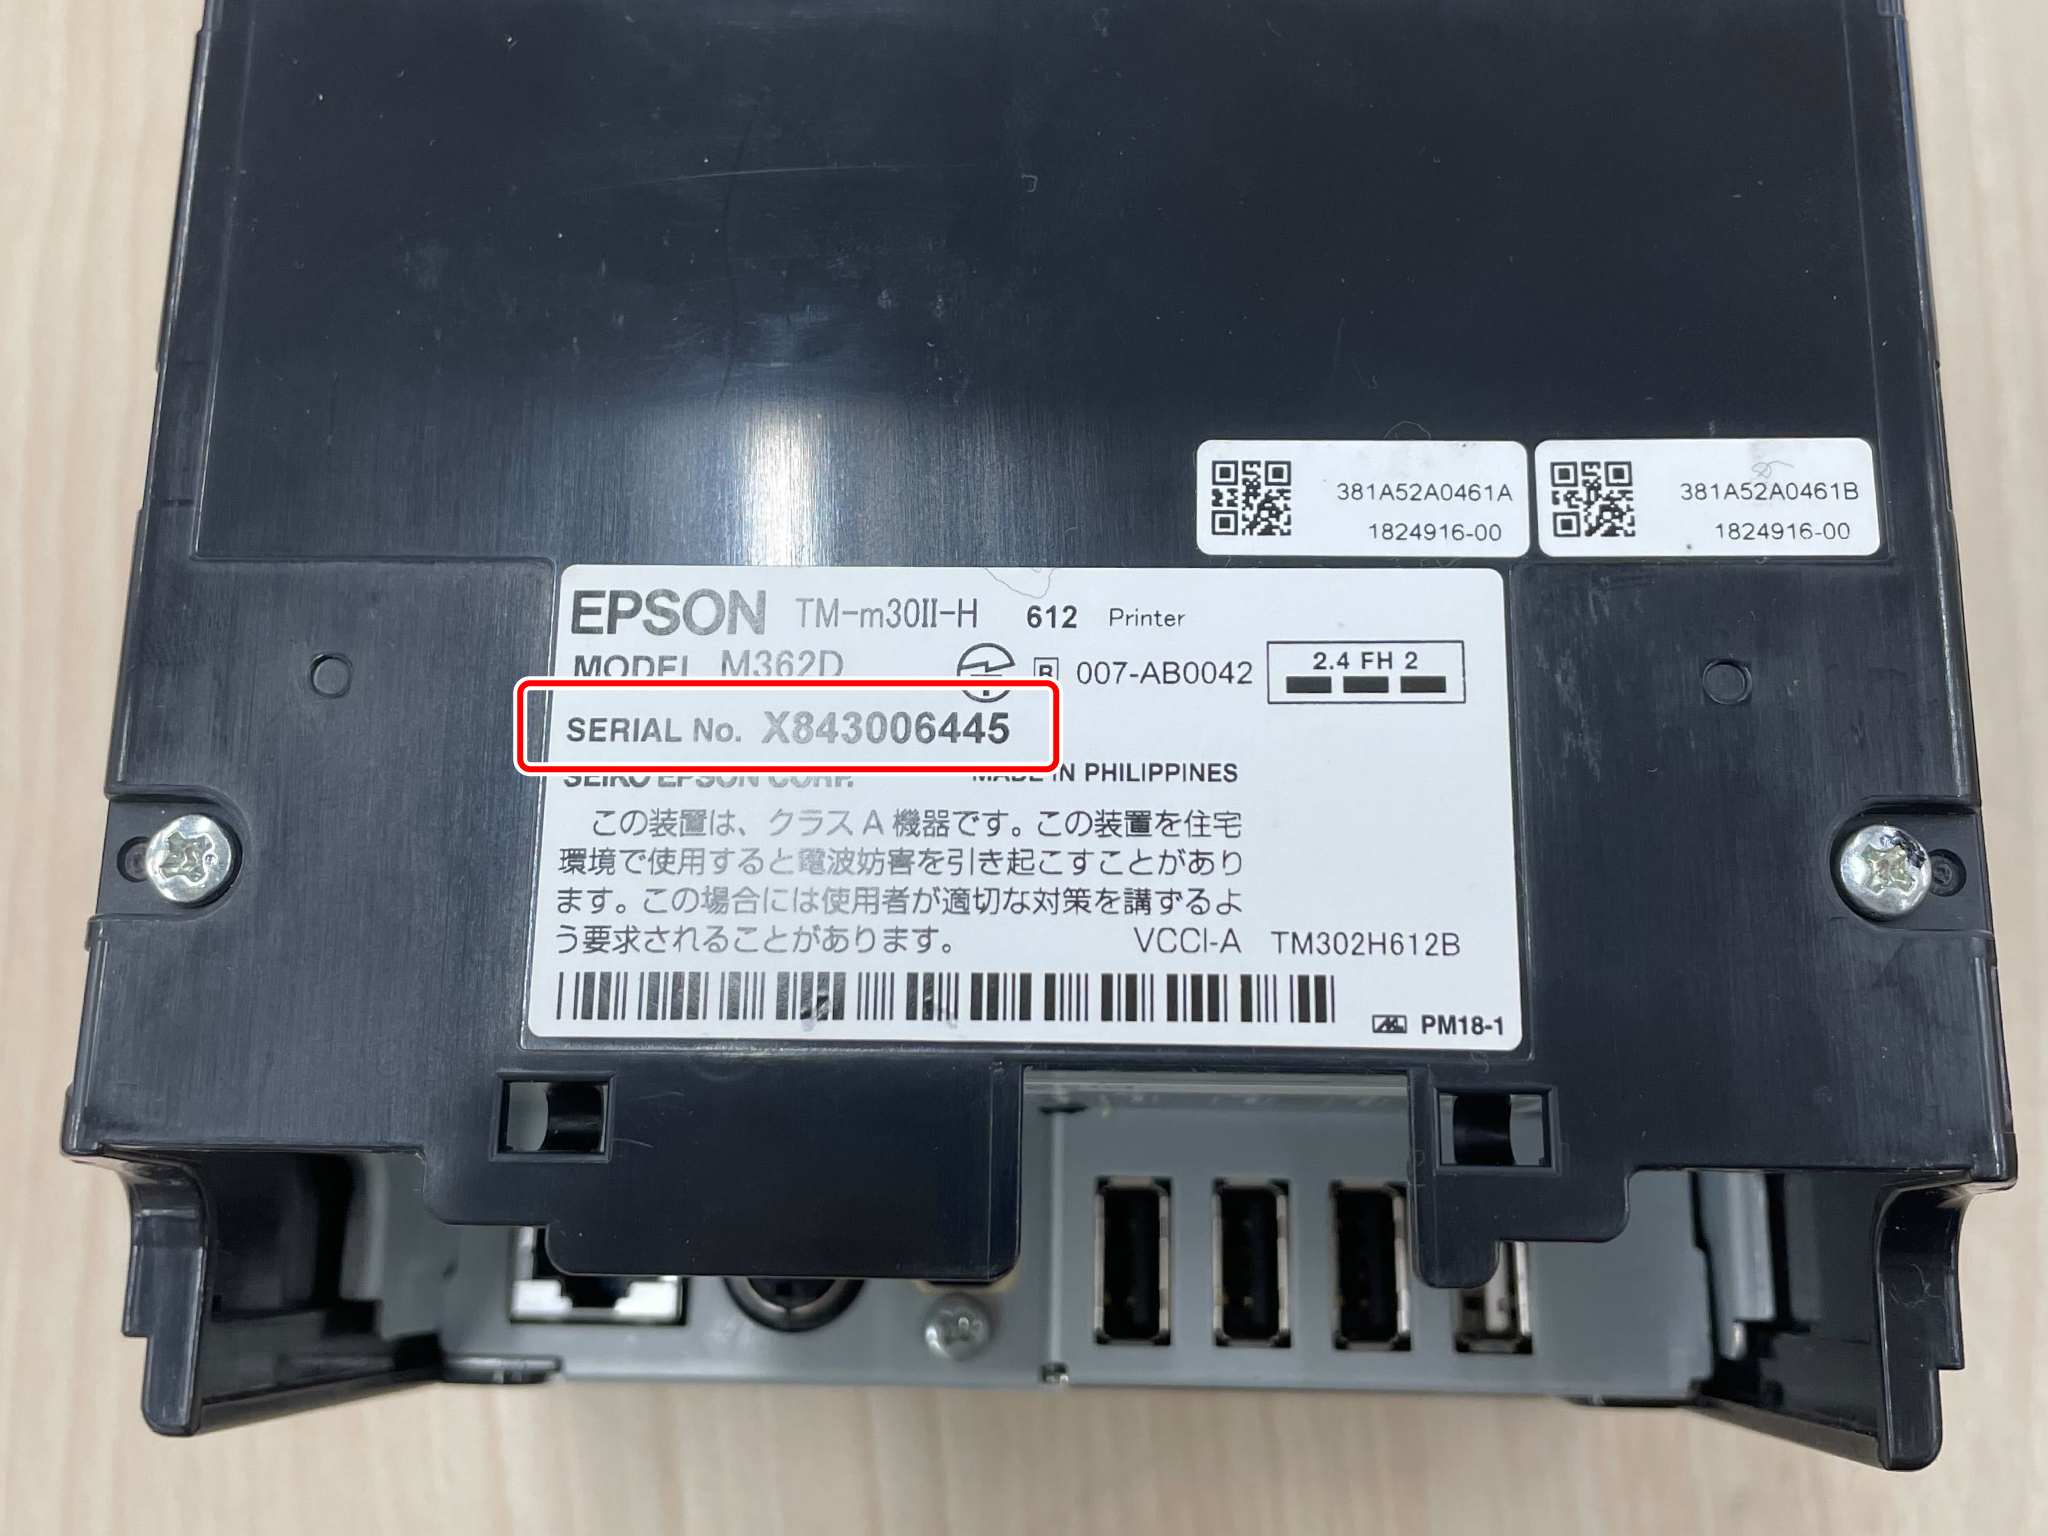 381A52A0461A
1824916-00
381A52A0461B
1824916-00
EPSON TM-m30II-H 612 Printer
MODEL M362D R 007-AB0042 2.4 FH 2
SERIAL No. X843006445
SEIKO EPSON CORP. MADE IN PHILIPPINES
この装置は、クラスA機器です。この装置を住宅
環境で使用すると電波妨害を引き起こすことがあり
ます。この場合には使用者が適切な対策を講ずるよ
う要求されることがあります。 VCCI-A TM302H612B
PM18-1